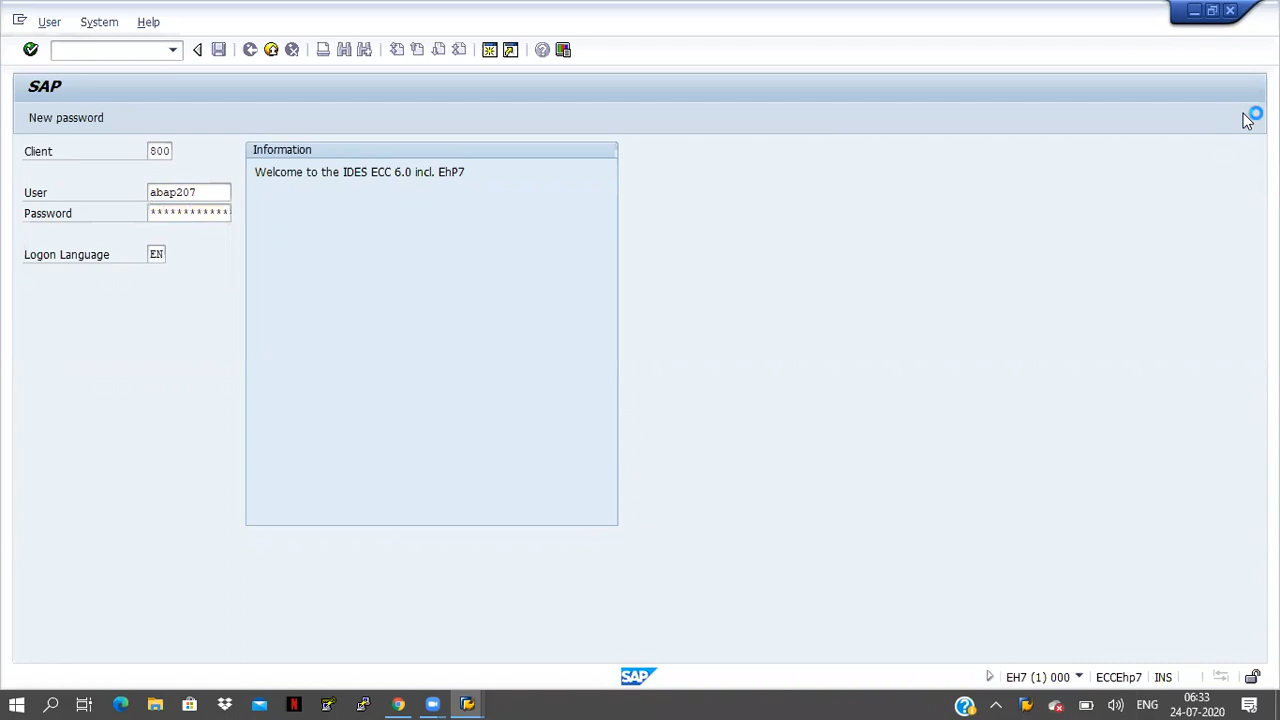 User System Help
SAP
New password
Client 800
Information
Welcome to the IDES ECC 6.0 incl. EhP7
User abap207
Password ************
Logon Language EN
SAP
EH7 (1) 000 ECCEhp7 INS
ENG
06:33
24-07-2020